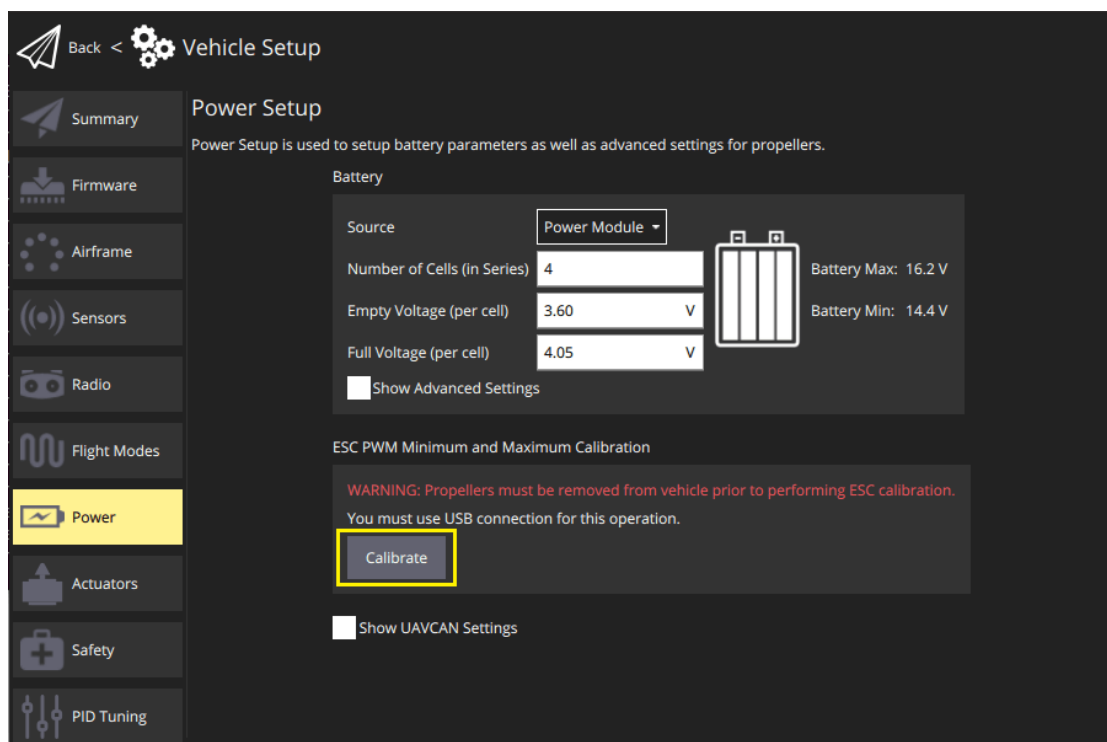 Back < Vehicle Setup
Summary
Firmware
Airframe
Sensors
Radio
Flight Modes
Power
Actuators
Safety
PID Tuning
Power Setup
Power Setup is used to setup battery parameters as well as advanced settings for propellers.
Battery
Source Power Module
Number of Cells (in Series) 4 Battery Max: 16.2 V
Empty Voltage (per cell) 3.60 V Battery Min: 14.4 V
Full Voltage (per cell) 4.05 V
Show Advanced Settings
ESC PWM Minimum and Maximum Calibration
WARNING: Propellers must be removed from vehicle prior to performing ESC calibration.
You must use USB connection for this operation.
Calibrate
Show UAVCAN Settings